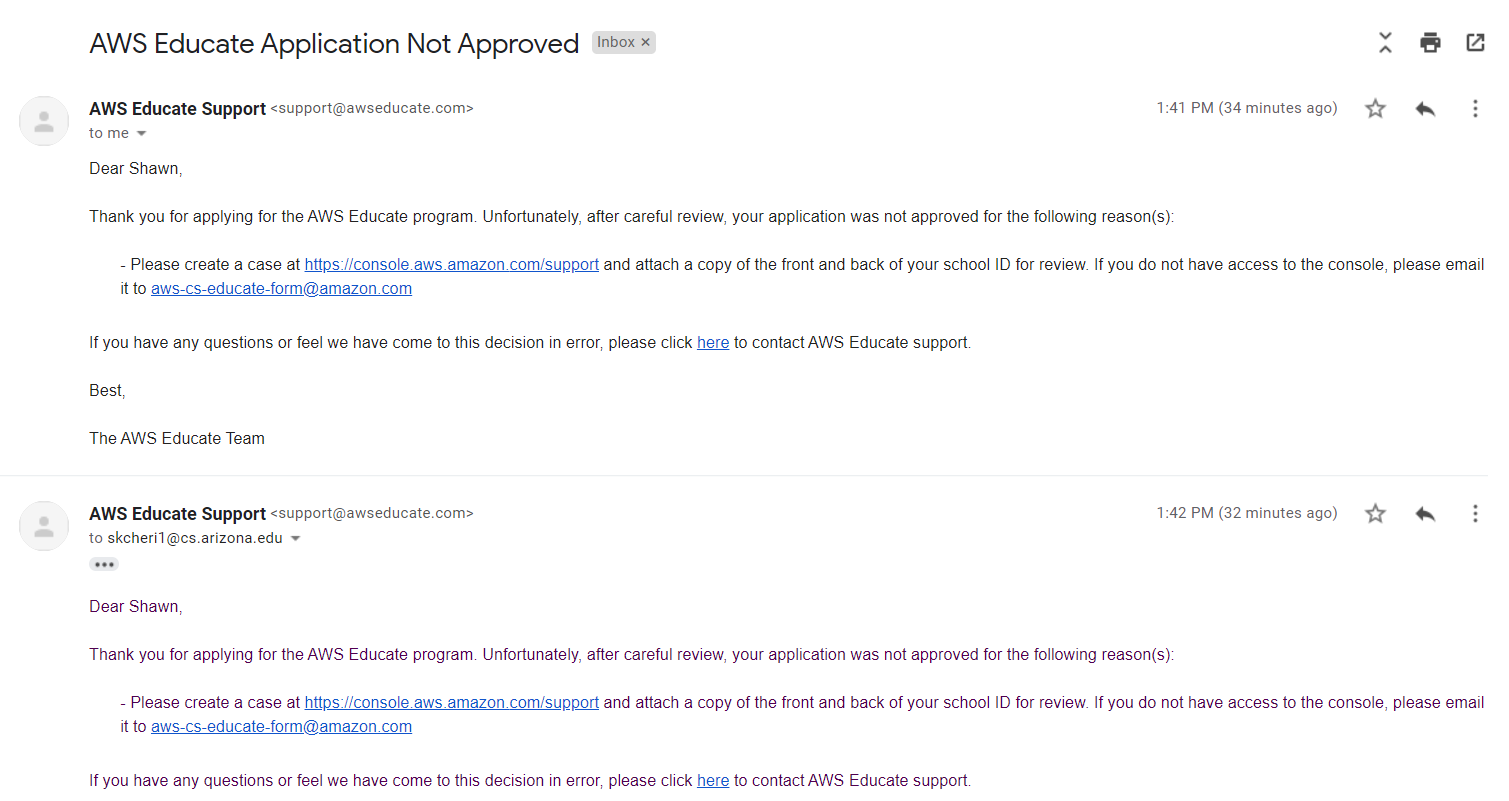 AWS Educate Application Not Approved Inbox ×
AWS Educate Support <support@awseducate.com> 1:41 PM (34 minutes ago)
to me
Dear Shawn,
Thank you for applying for the AWS Educate program. Unfortunately, after careful review, your application was not approved for the following reason(s):
- Please create a case at https://console.aws.amazon.com/support and attach a copy of the front and back of your school ID for review. If you do not have access to the console, please email
it to aws-cs-educate-form@amazon.com
If you have any questions or feel we have come to this decision in error, please click here to contact AWS Educate support.
Best,
The AWS Educate Team
AWS Educate Support <support@awseducate.com> 1:42 PM (32 minutes ago)
to skcheri1@cs.arizona.edu
Dear Shawn,
Thank you for applying for the AWS Educate program. Unfortunately, after careful review, your application was not approved for the following reason(s):
- Please create a case at https://console.aws.amazon.com/support and attach a copy of the front and back of your school ID for review. If you do not have access to the console, please email
it to aws-cs-educate-form@amazon.com
If you have any questions or feel we have come to this decision in error, please click here to contact AWS Educate support.